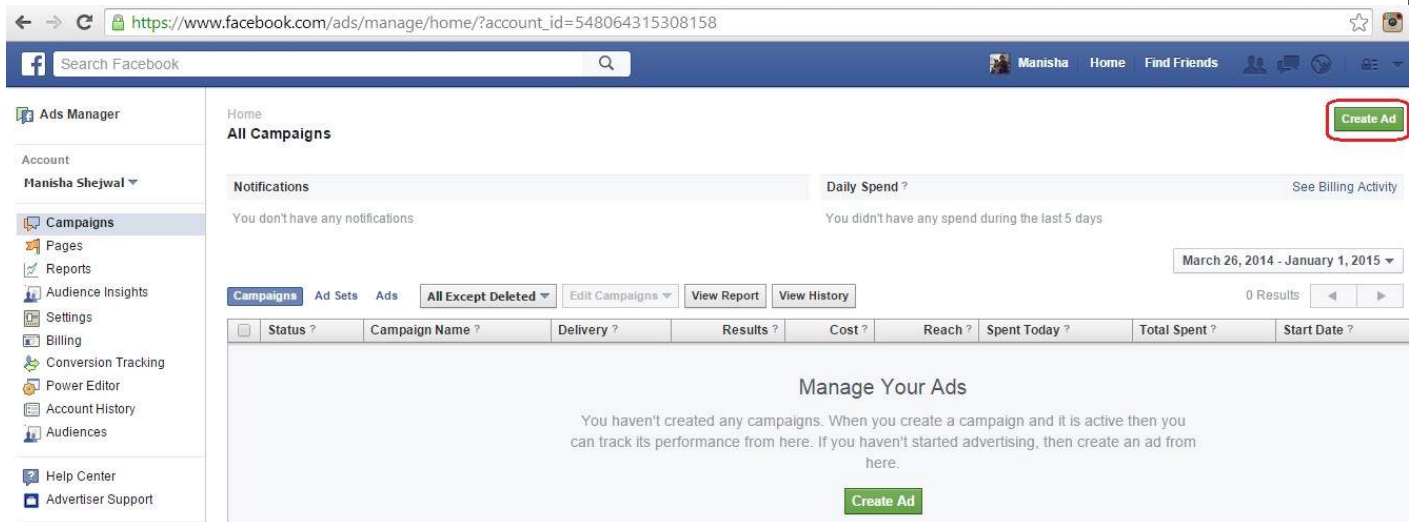 https://www.facebook.com/ads/manage/home/?account_id=548064315308158
f Search Facebook Manisha Home Find Friends
Ads Manager
Home
All Campaigns
Create Ad
Account
Manisha Shejwal
Notifications Daily Spend ? See Billing Activity
You don't have any notifications You didn't have any spend during the last 5 days
Campaigns
Pages
Reports
Audience Insights
Settings
Billing
Conversion Tracking
Power Editor
Account History
Audiences
Help Center
Advertiser Support
March 26, 2014 - January 1, 2015
Campaigns Ad Sets Ads All Except Deleted Edit Campaigns View Report View History 0 Results
Status ? Campaign Name ? Delivery ? Results ? Cost ? Reach ? Spent Today ? Total Spent ? Start Date ?
Manage Your Ads
You haven't created any campaigns. When you create a campaign and it is active then you
can track its performance from here. If you haven't started advertising, then create an ad from
here.
Create Ad